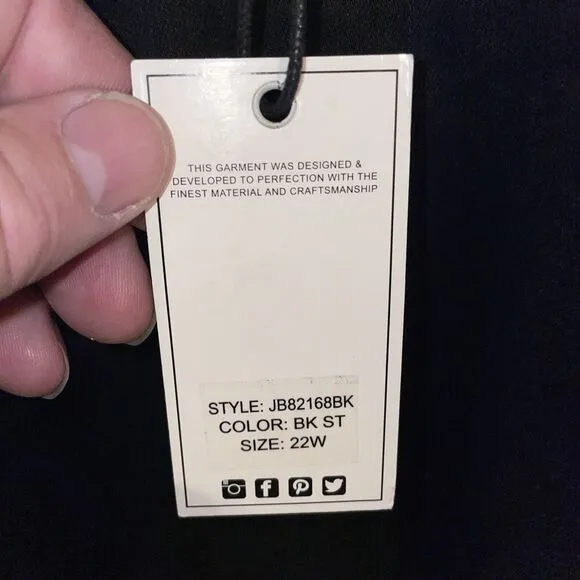 THIS GARMENT WAS DESIGNED &
DEVELOPED TO PERFECTION WITH THE
FINEST MATERIAL AND CRAFTSMANSHIP
STYLE: JB82168BK
COLOR: BK ST
SIZE: 22W